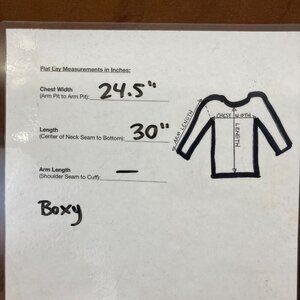 Flat Lay Measurements in Inches:
Chest Width
(Arm Pit to Arm Pit): 24.5"
Length
(Center of Neck Seam to Bottom): 30"
Arm Length
(Shoulder Seam to Cuff): —
Boxy
ARM LENGTH
CHEST WIDTH
LENGTH